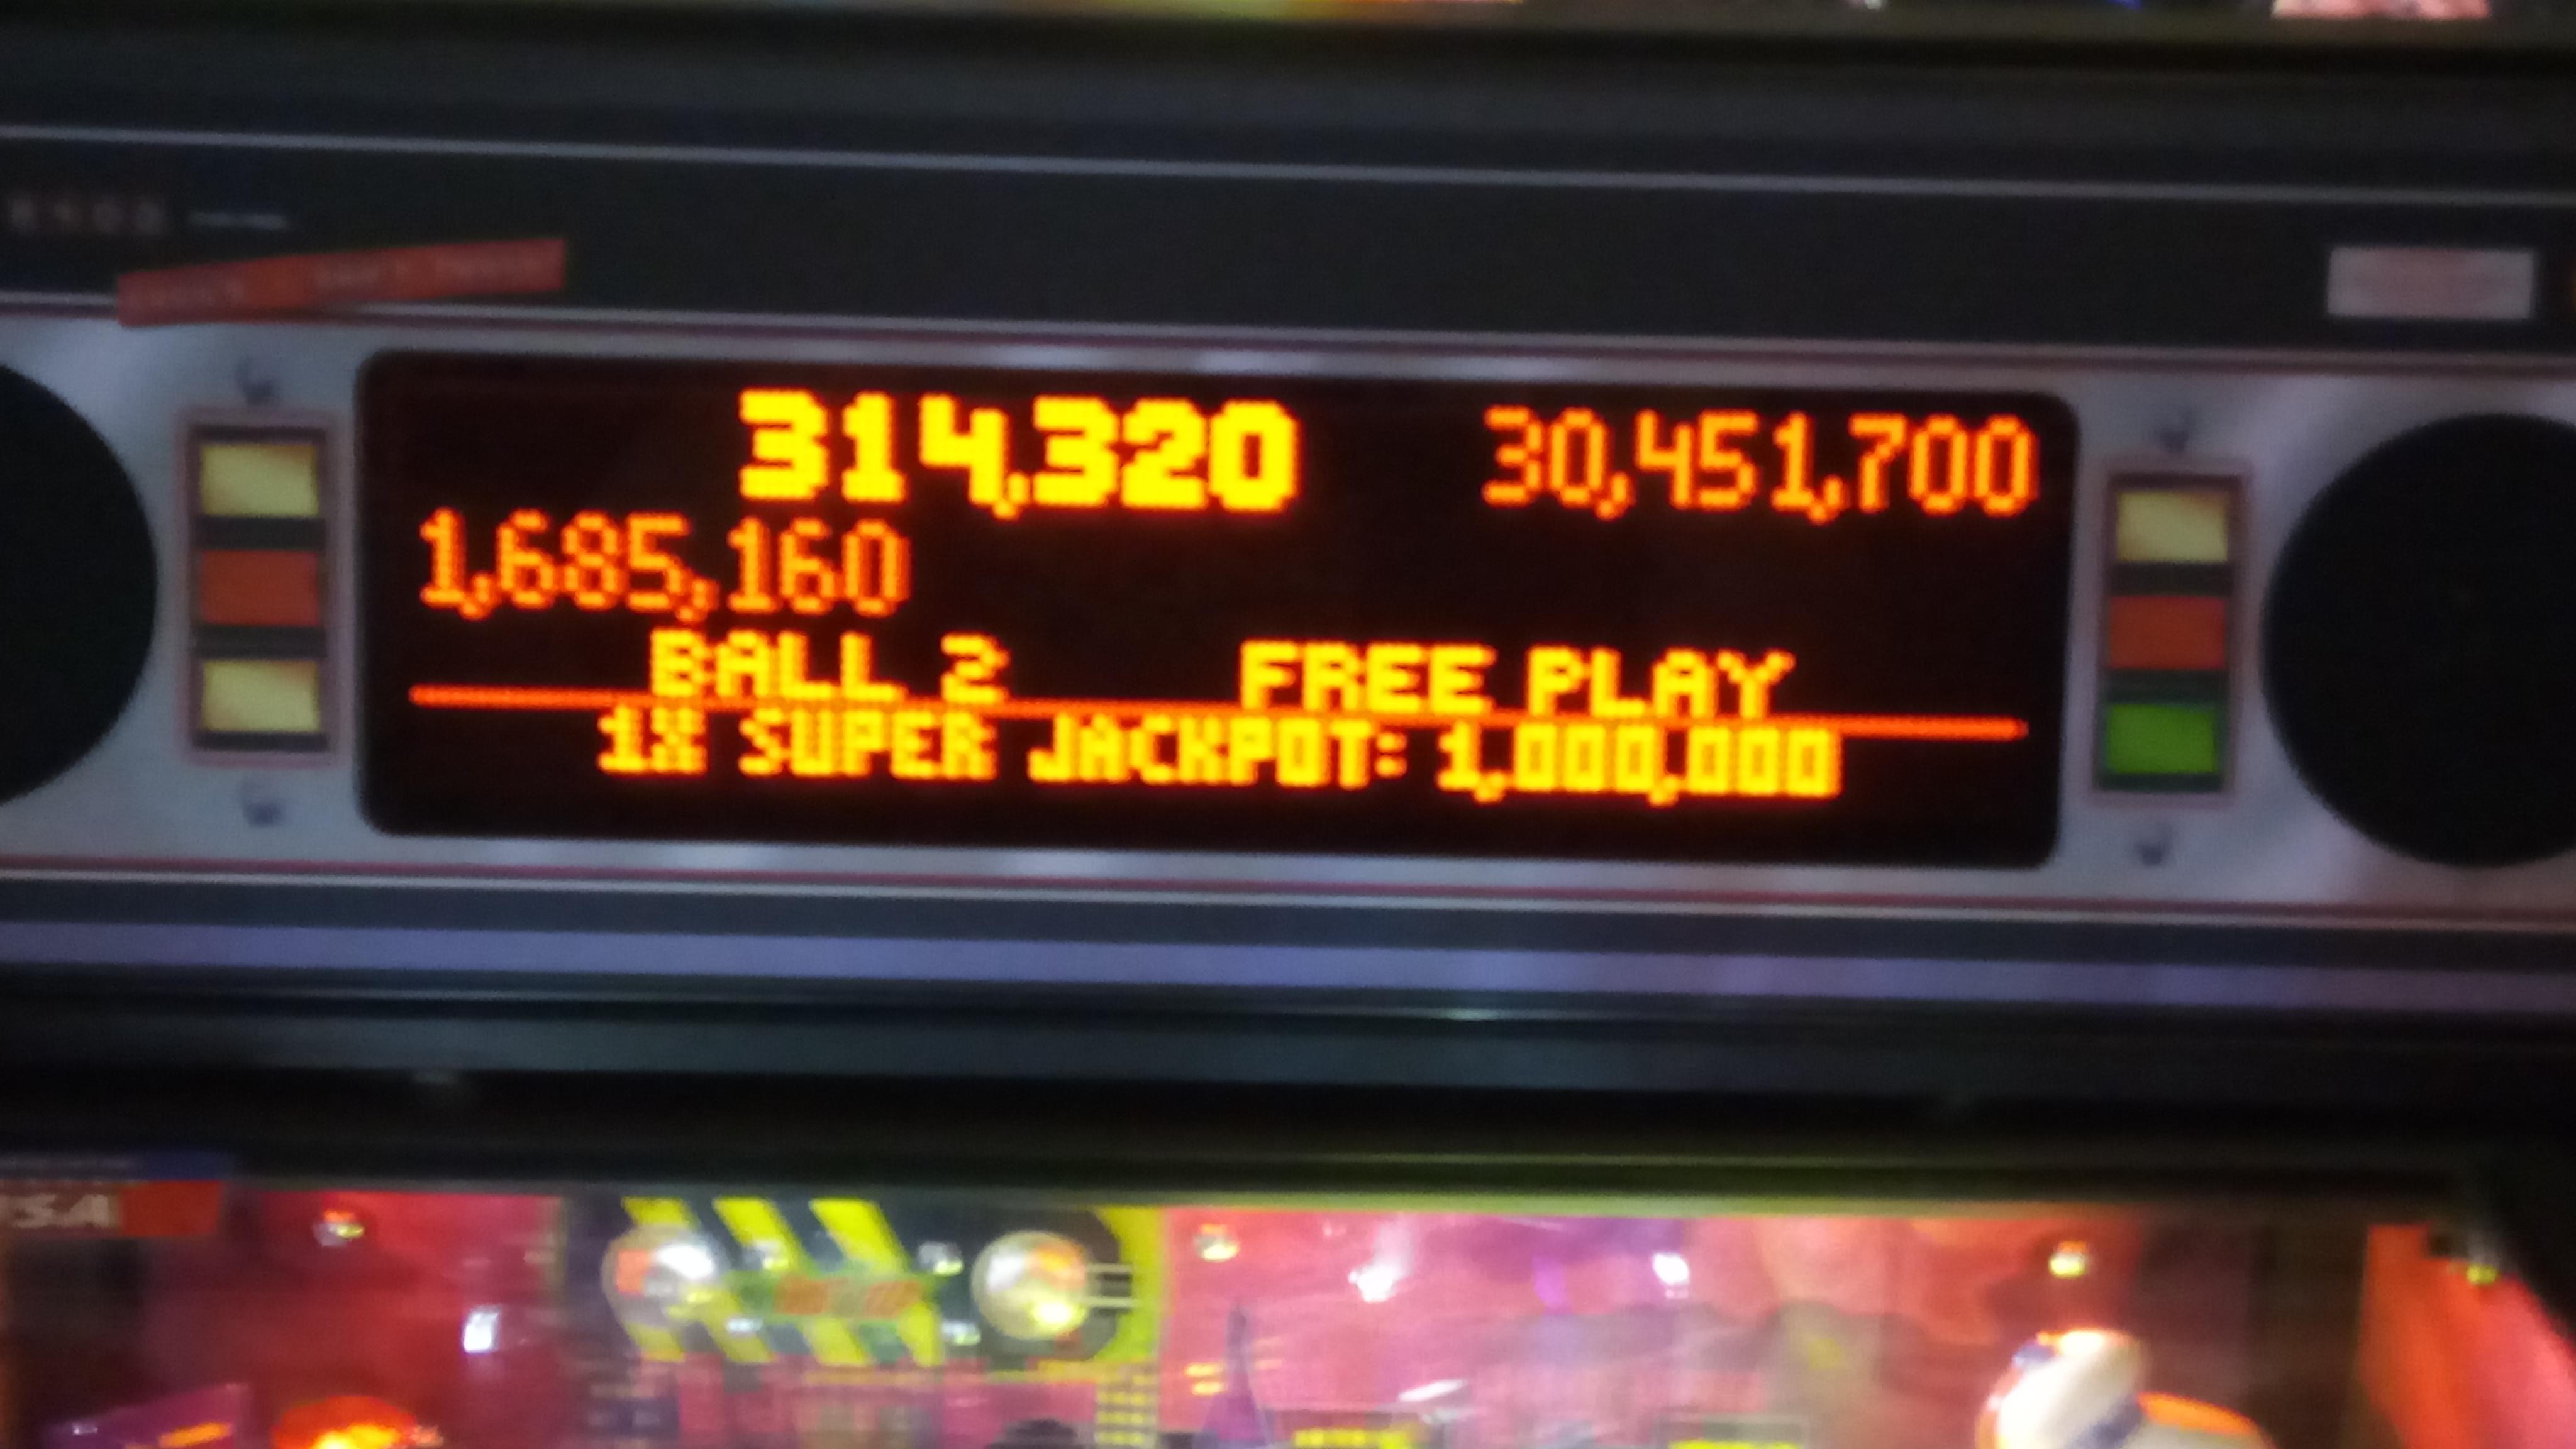 314,320 30,451,700
1,685,160
BALL 2 FREE PLAY
1X SUPER JACKPOT: 1,000,000